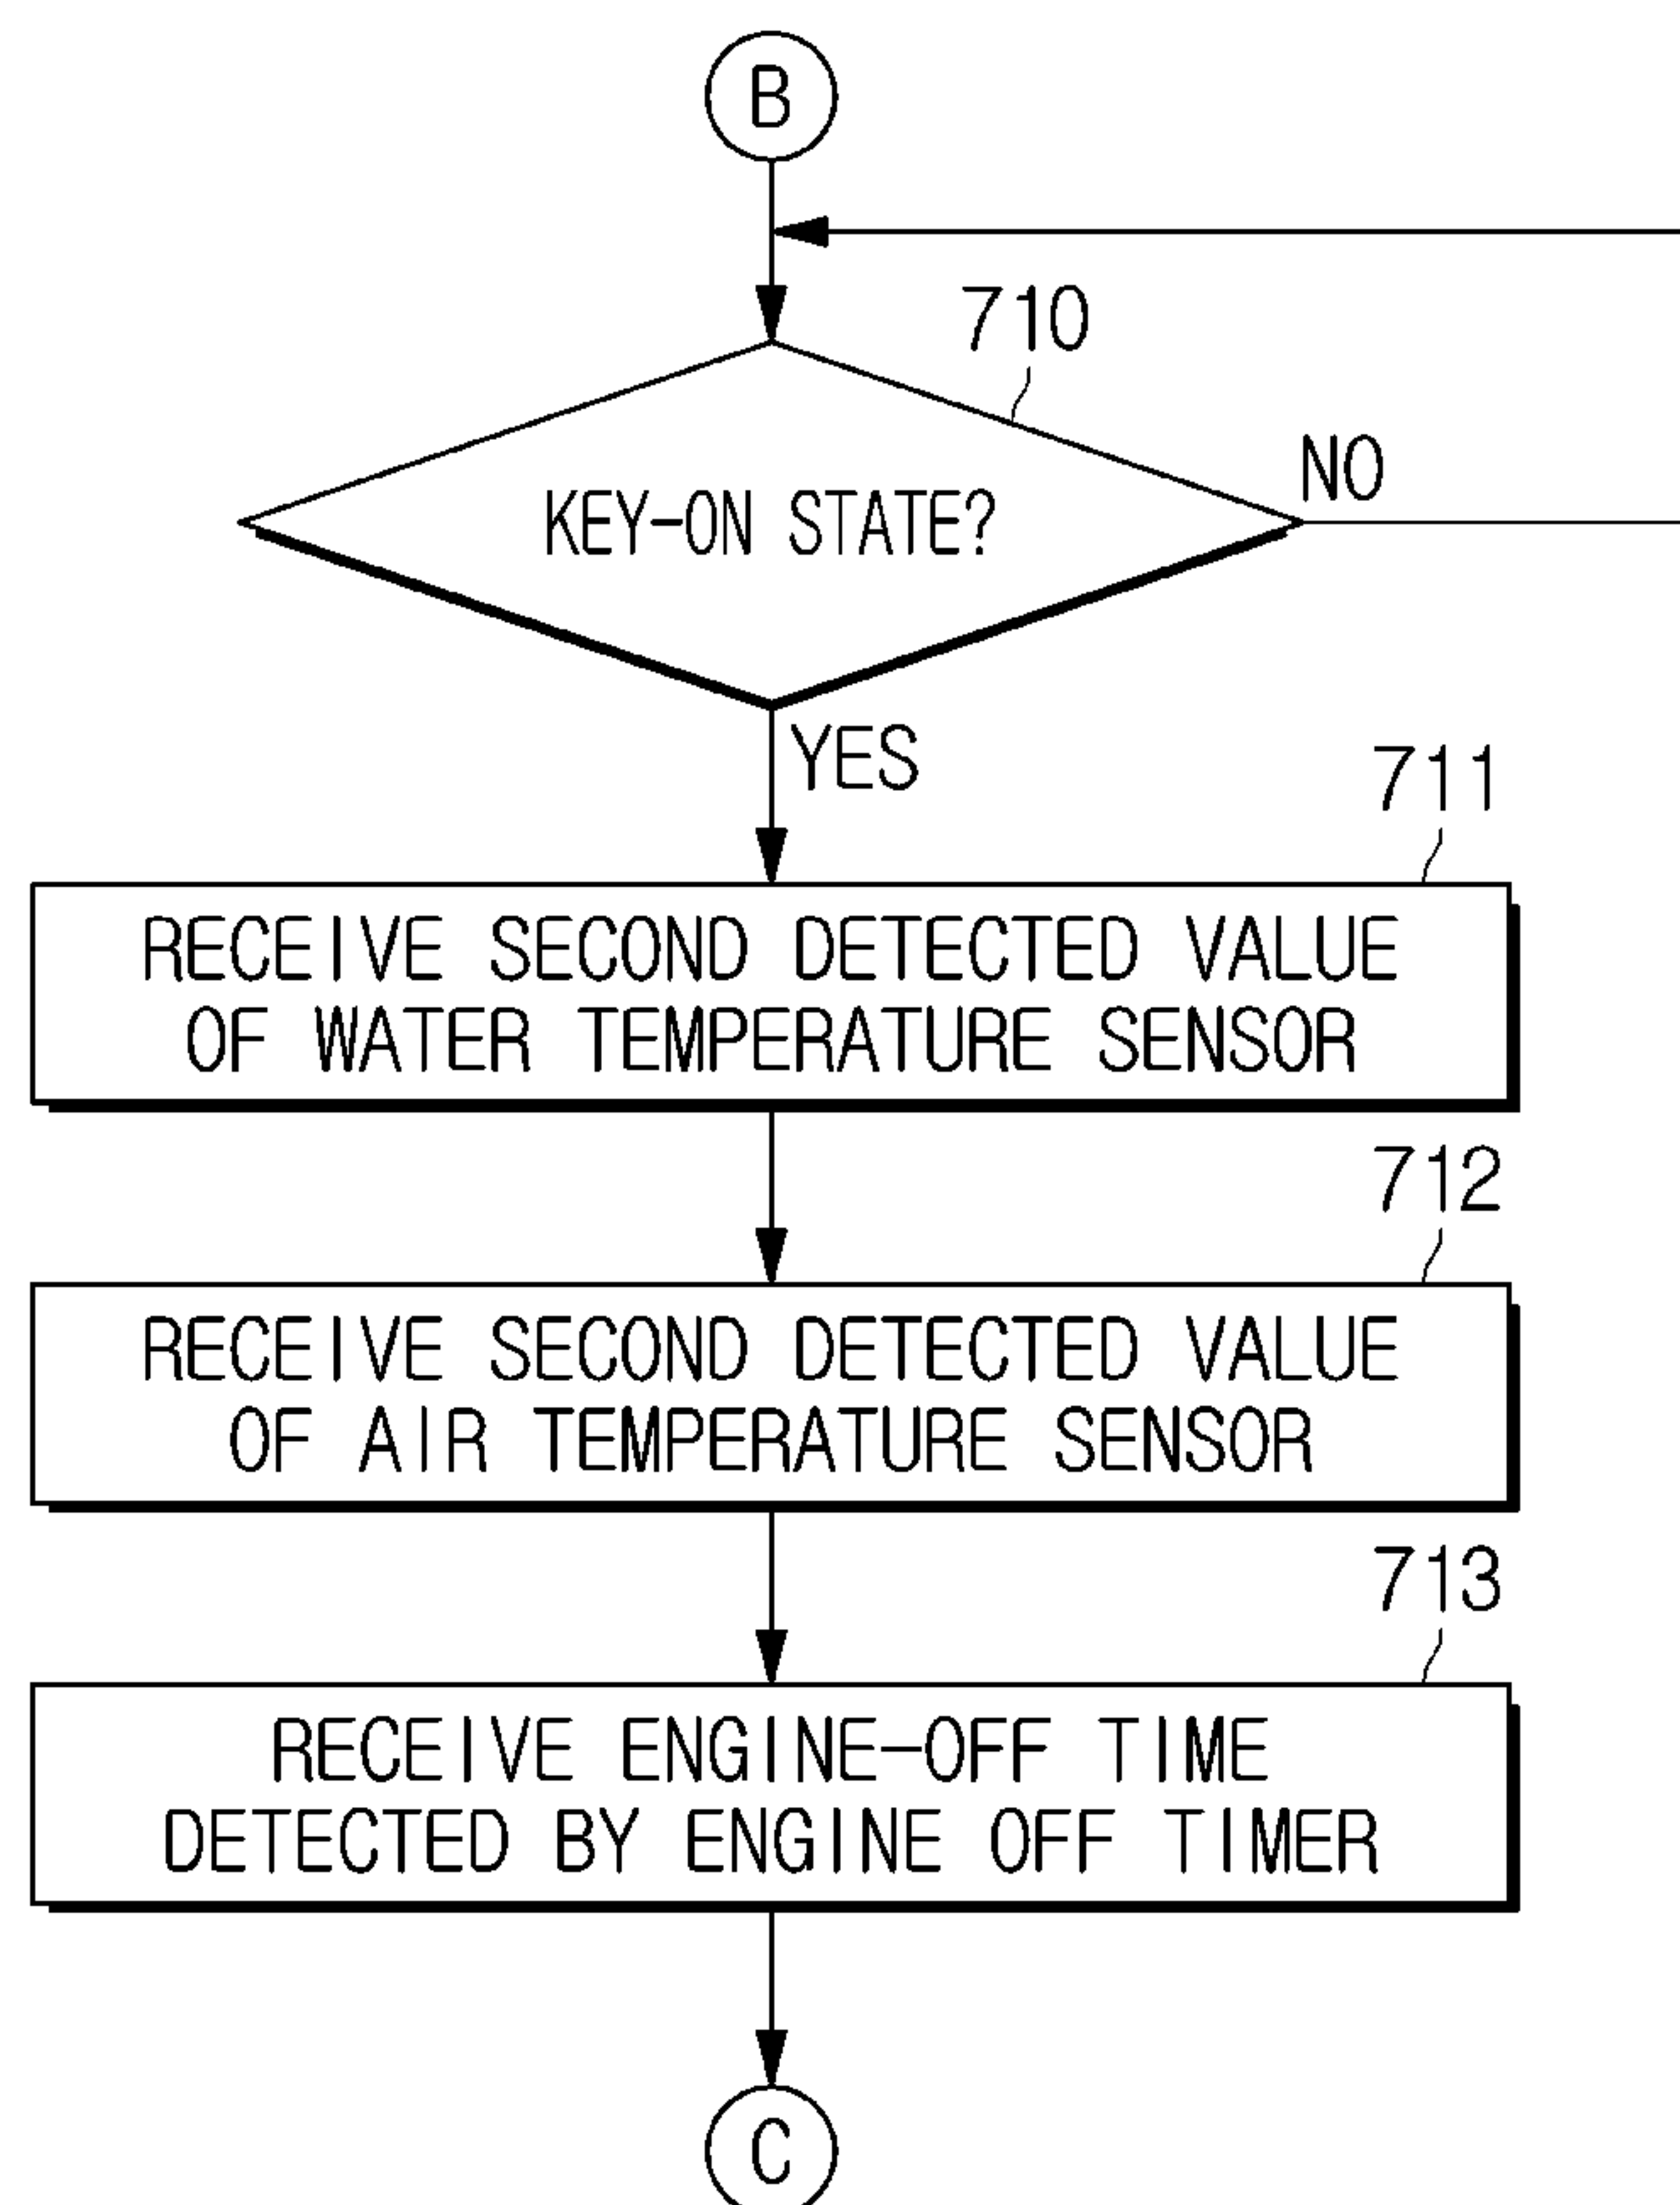 B
710
NO
KEY-ON STATE?
YES
711
RECEIVE SECOND DETECTED VALUE
OF WATER TEMPERATURE SENSOR
712
RECEIVE SECOND DETECTED VALUE
OF AIR TEMPERATURE SENSOR
713
RECEIVE ENGINE-OFF TIME
DETECTED BY ENGINE OFF TIMER
C